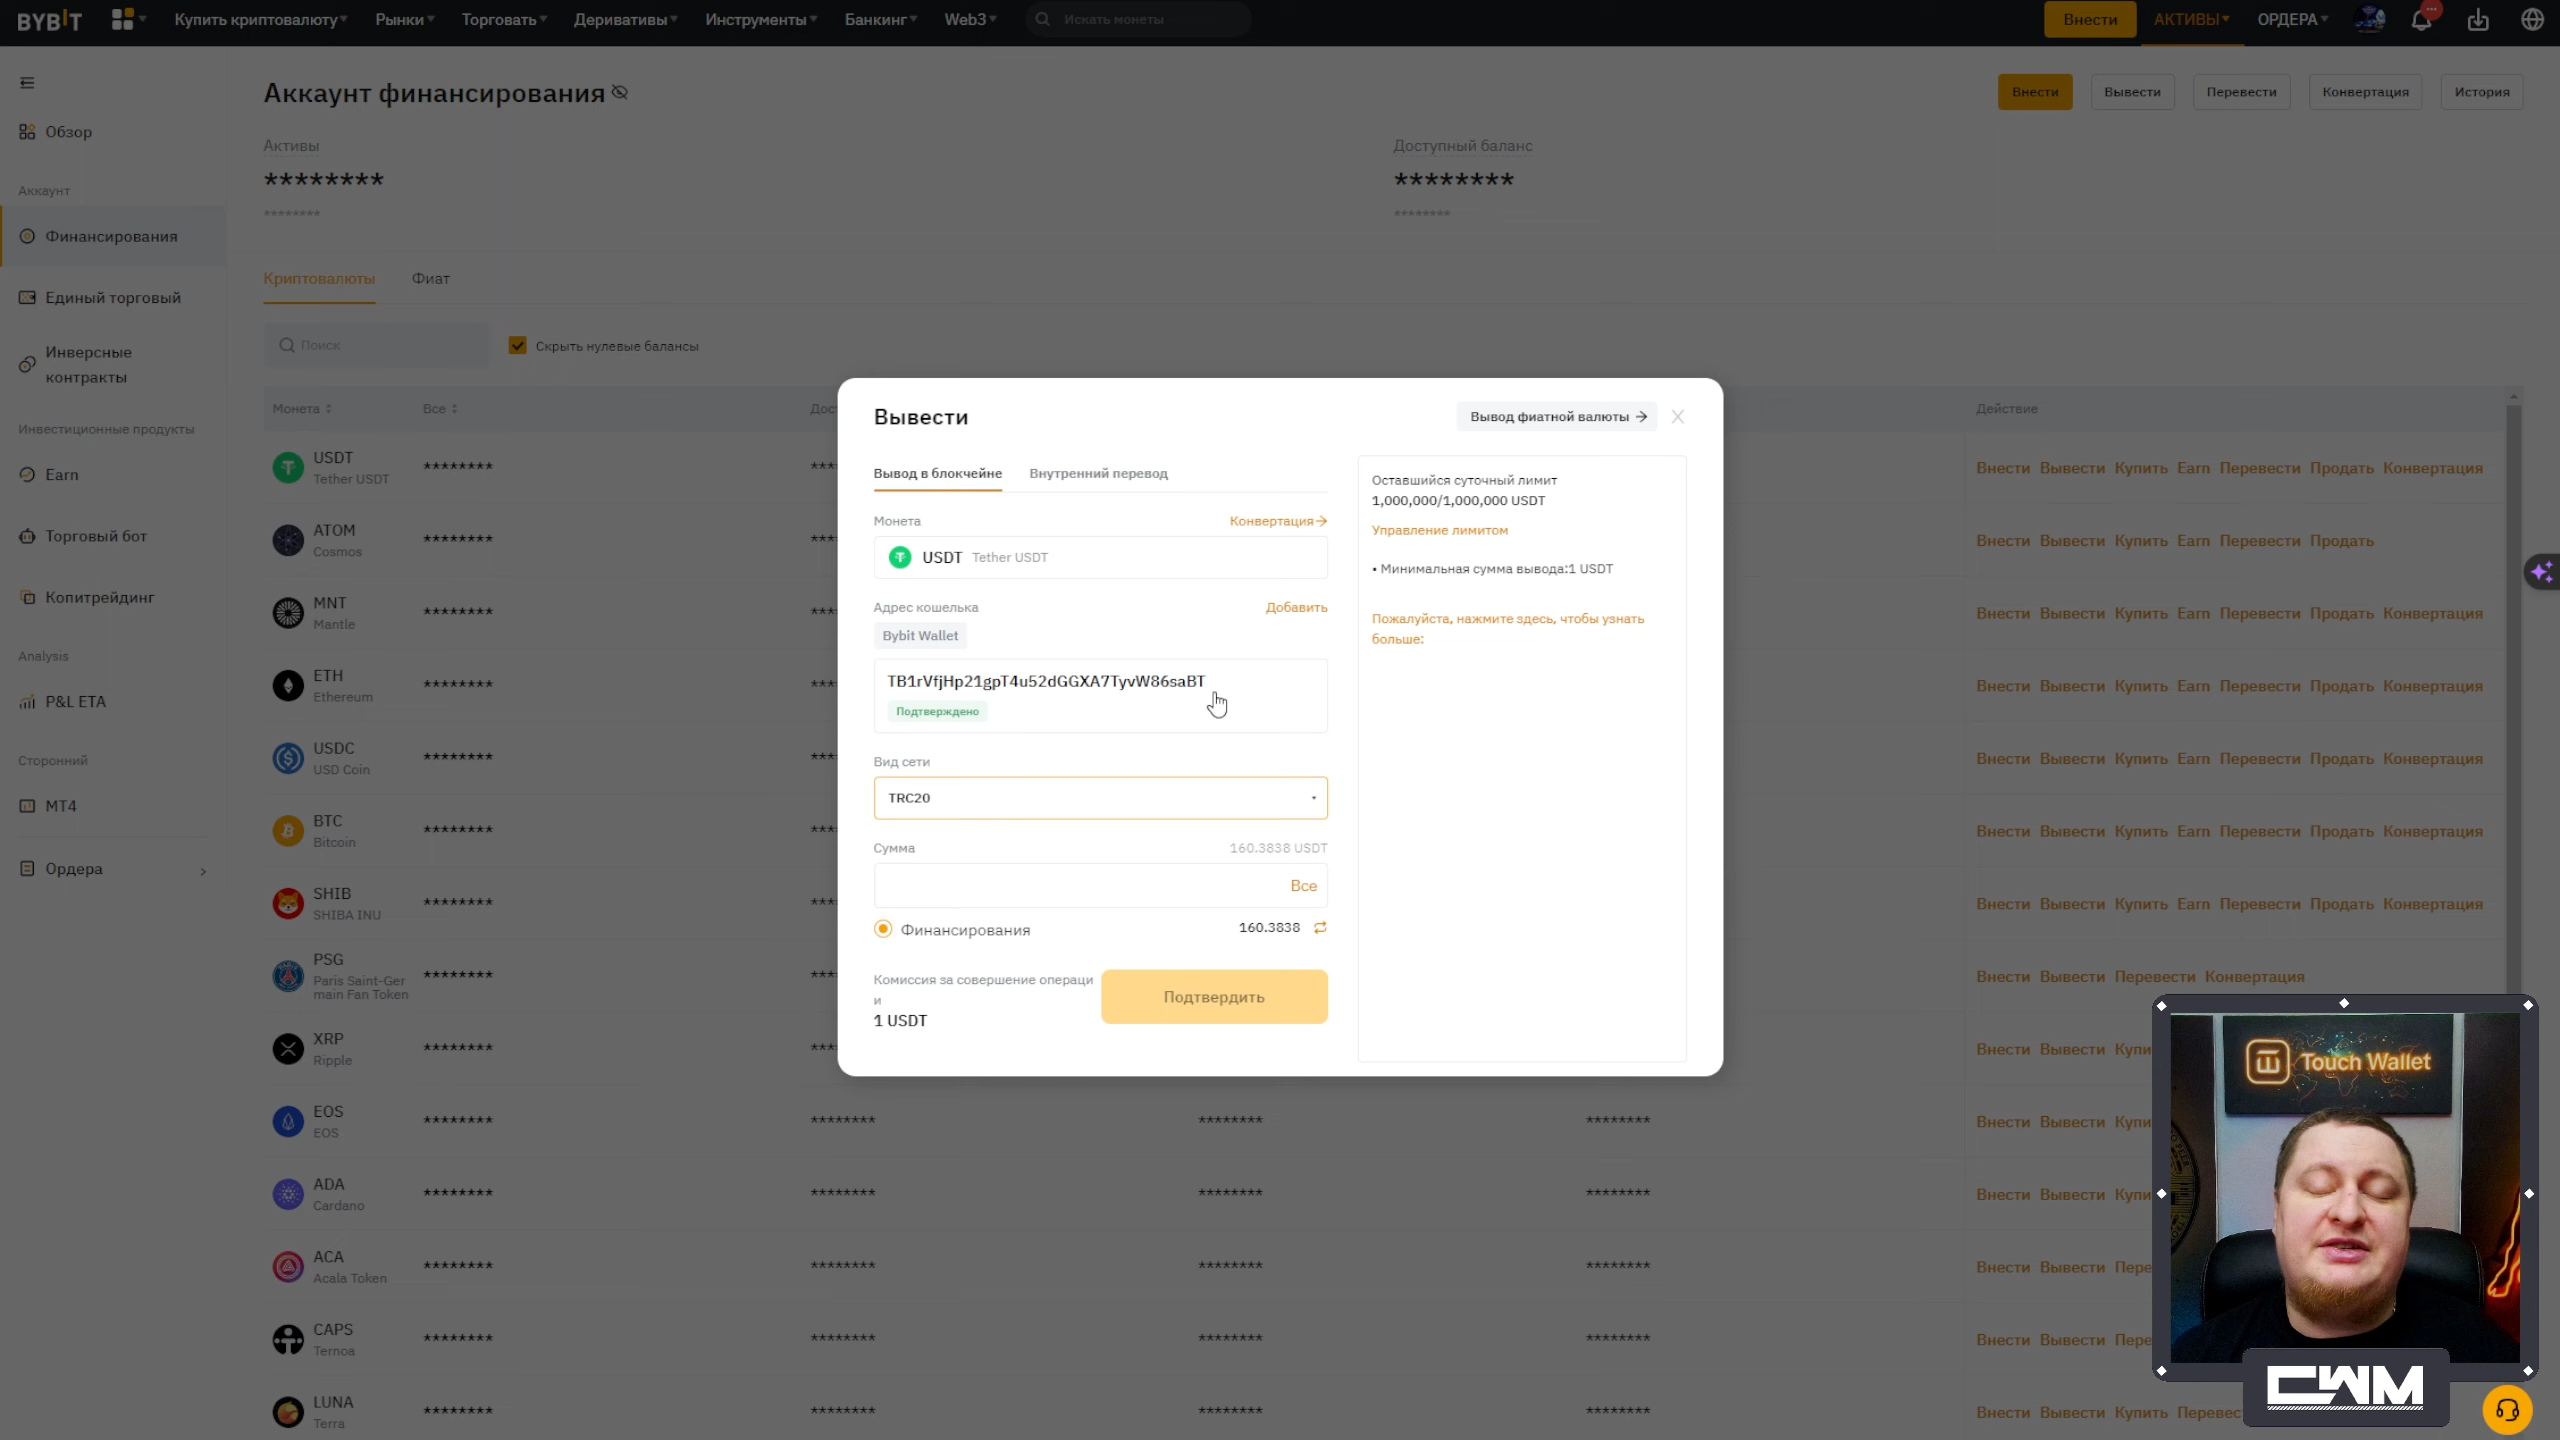 BYBIT
Купить криптовалюту
Рынки
Торговать
Деривативы
Инструменты
Банкинг
Web3
Искать монеты
Внести
АКТИВЫ
ОРДЕРА
Обзор
Аккаунт
Финансирования
Единый торговый
Инверсные
контракты
Инвестиционные продукты
Earn
Торговый бот
Копитрейдинг
Analysis
P&L ETA
Сторонний
MT4
Ордера
Аккаунт финансирования
Внести Вывести Перевести Конвертация История
Активы
********
********
Доступный баланс
********
********
Криптовалюты Фиат
Поиск
Скрыть нулевые балансы
Монета Все Действие
USDT
Tether USDT
********
Внести Вывести Купить Earn Перевести Продать Конвертация
ATOM
Cosmos
********
Внести Вывести Купить Earn Перевести Продать
MNT
Mantle
********
Внести Вывести Купить Earn Перевести Продать Конвертация
ETH
Ethereum
********
Внести Вывести Купить Earn Перевести Продать Конвертация
USDC
USD Coin
********
Внести Вывести Купить Earn Перевести Продать Конвертация
BTC
Bitcoin
********
Внести Вывести Купить Earn Перевести Продать Конвертация
SHIB
SHIBA INU
********
Внести Вывести Купить Earn Перевести Продать Конвертация
PSG
Paris Saint-Ger
main Fan Token
********
Внести Вывести Перевести Конвертация
XRP
Ripple
********
Внести Вывести
EOS
EOS
******** ******** ******** ********
Внести Вывести
ADA
Cardano
******** ******** ******** ********
Внести Вывести
ACA
Acala Token
******** ******** ******** ********
Внести Вывести
CAPS
Ternoa
******** ******** ******** ********
Внести Вывести
LUNA
Terra
******** ******** ******** ********
Внести Вывести Купить
Вывести
Вывод фиатной валюты
Вывод в блокчейне Внутренний перевод
Монета Конвертация
USDT Tether USDT
Адрес кошелька Добавить
Bybit Wallet
TB1rVfjHp21gpT4u52dGGXA7TyvW86saBT
Подтверждено
Вид сети
TRC20
Сумма 160.3838 USDT
Все
Финансирования 160.3838
Комиссия за совершение операци
и
1 USDT
Подтвердить
Оставшийся суточный лимит
1,000,000/1,000,000 USDT
Управление лимитом
• Минимальная сумма вывода:1 USDT
Пожалуйста, нажмите здесь, чтобы узнать
больше:
Touch Wallet
CWM